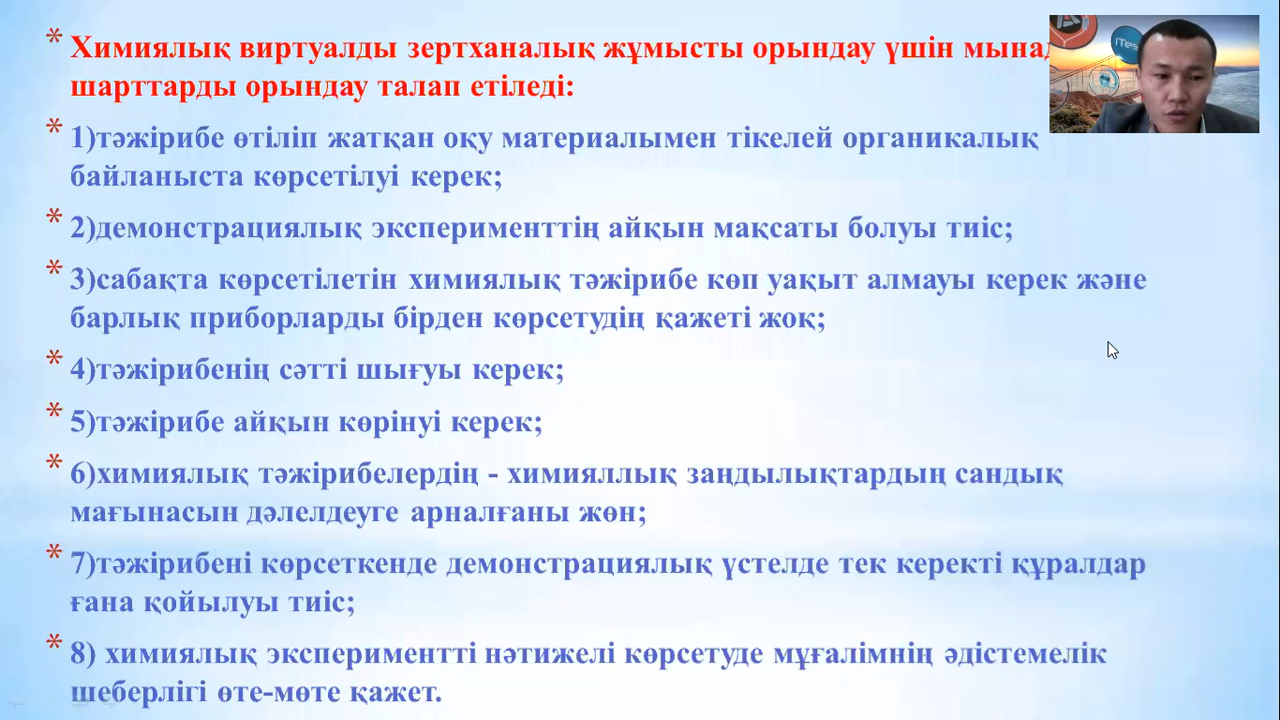 Химиялық виртуалды зертханалық жұмысты орындау үшін
шарттарды орындау талап етіледі:
1)тәжірибе өтіліп жатқан оқу материалымен тікелей органикалық
байланыста көрсетілуі керек;
2)демонстрациялық эксперименттің айқын мақсаты болуы тиіс;
3)сабақта көрсетілетін химиялық тәжірибе көп уақыт алмауы керек және
барлық приборларды бірден көрсетудің қажеті жоқ;
4)тәжірибенің сәтті шығуы керек;
5)тәжірибе айқын көрінуі керек;
6)химиялық тәжірибелердің - химияллық заңдылықтардың сандық
мағынасын дәлелдеуге арналғаны жөн;
7)тәжірибені көрсеткенде демонстрациялық үстелде тек керекті құралдар
ғана қойылуы тиіс;
8) химиялық экспериментті нәтижелі көрсетуде мұғалімнің әдістемелік
шеберлігі өте-мөте қажет.